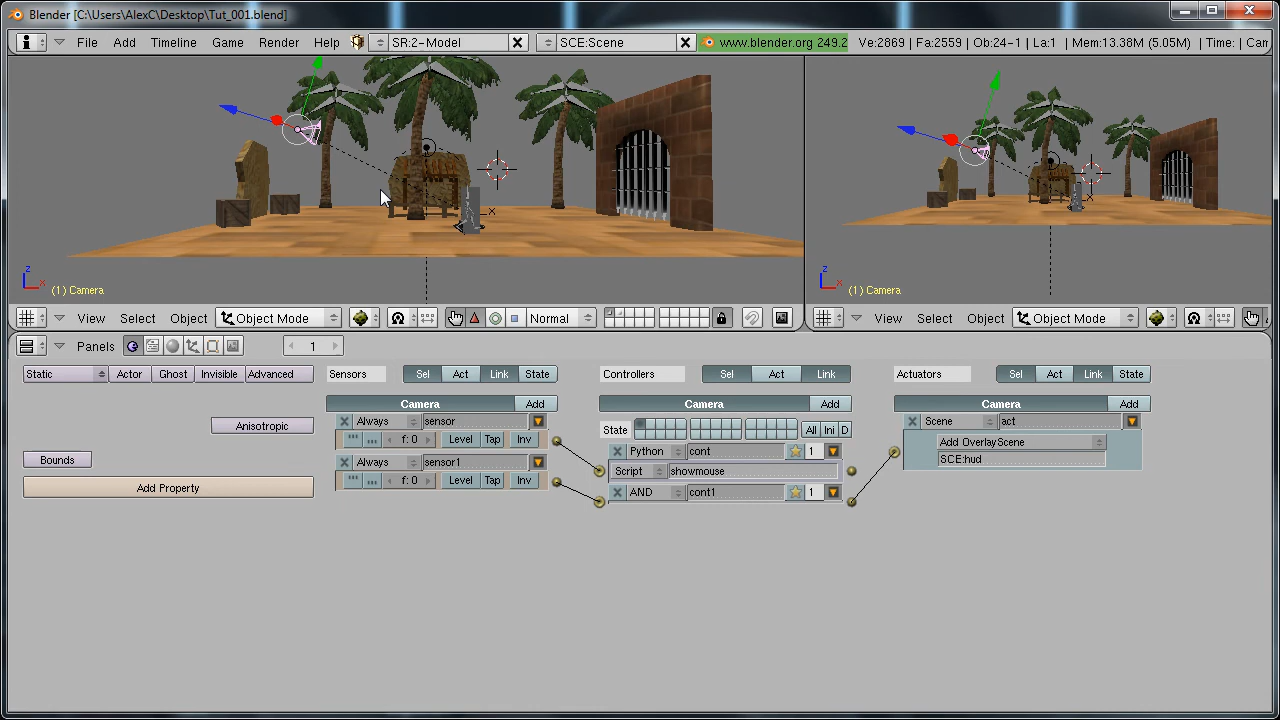 Blender [C:\Users\AlexC\Desktop\Tut_001.blend]
File Add Timeline Game Render Help SR:2-Model SCE:Scene www.blender.org 249.2 Ve:2869 | Fa:2559 | Ob:24-1 | La:1 | Mem:13.38M (5.05M) | Time: | Cam
x x
z x z x
(1) Camera (1) Camera
View Select Object Object Mode Normal View Select Object Object Mode
Panels 1
Static Actor Ghost Invisible Advanced Sensors Sel Act Link State Controllers Sel Act Link Actuators Sel Act Link State
Camera Add Camera Add Camera Add
Anisotropic Always sensor State All Ini D Scene act
f: 0 Level Tap Inv Python cont 1 Add OverlayScene
Bounds Always sensor1 Script showmouse SCE:hud
Add Property f: 0 Level Tap Inv AND cont1 1